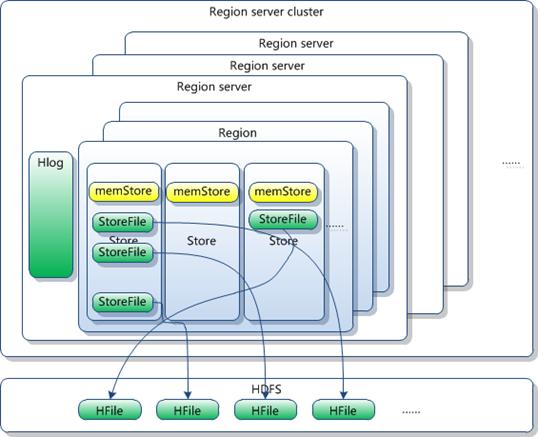 Region server cluster
Region server
Region server
Region server
Region
Hlog
memStore memStore memStore
StoreFile StoreFile
Store Store Store
StoreFile
StoreFile
......
......
HDFS
HFile HFile HFile HFile ......